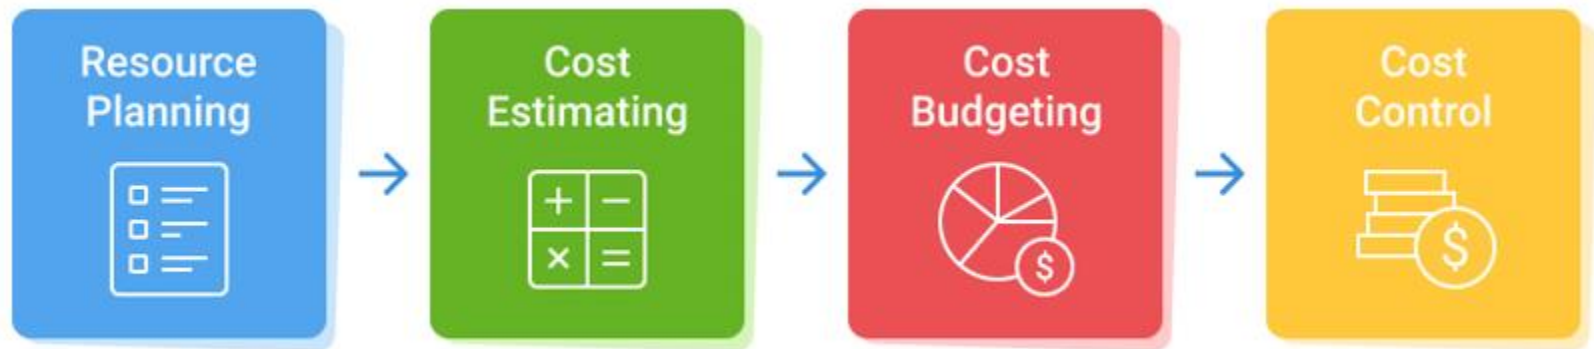 Resource
Planning
Cost
Estimating
Cost
Budgeting
Cost
Control
+ −
× =
$
$